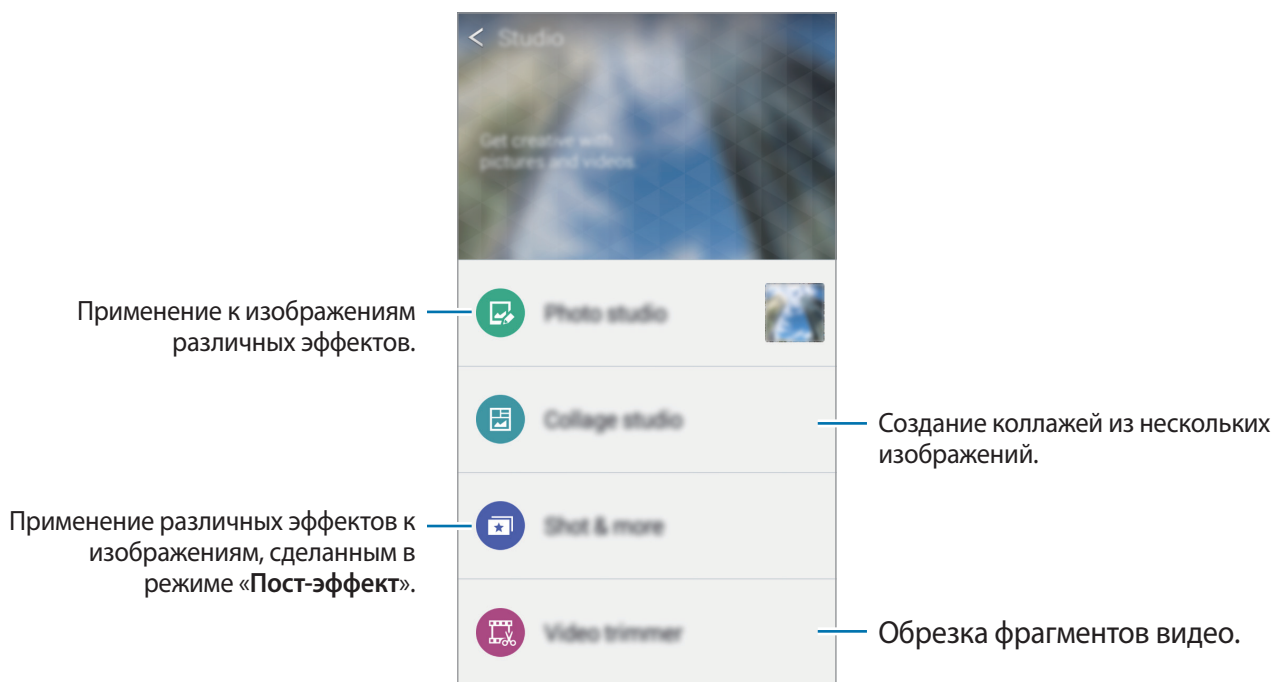 Studio
Get creative with
pictures and videos.
Применение к изображениям
различных эффектов.
Photo studio
Collage studio
Создание коллажей из нескольких
изображений.
Применение различных эффектов к
изображениям, сделанным в
режиме «Пост-эффект».
Shot & more
Video trimmer
Обрезка фрагментов видео.